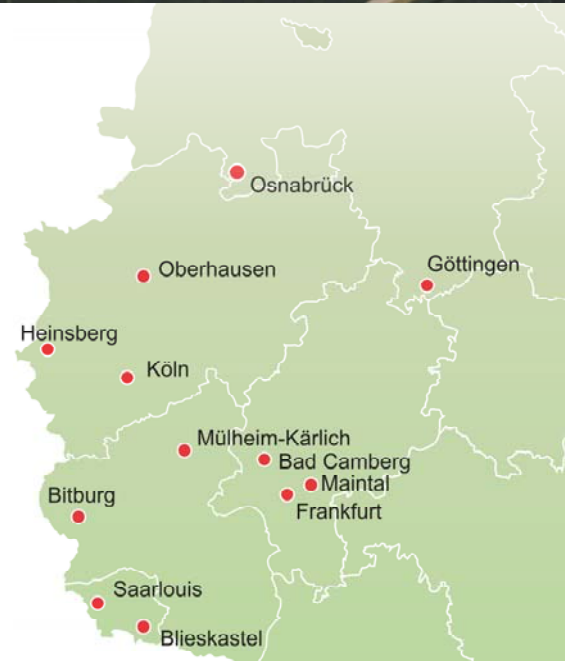 Osnabrück
Göttingen
Oberhausen
Heinsberg
Köln
Mülheim-Kärlich
Bad Camberg
Maintal
Bitburg
Frankfurt
Saarlouis
Blieskastel